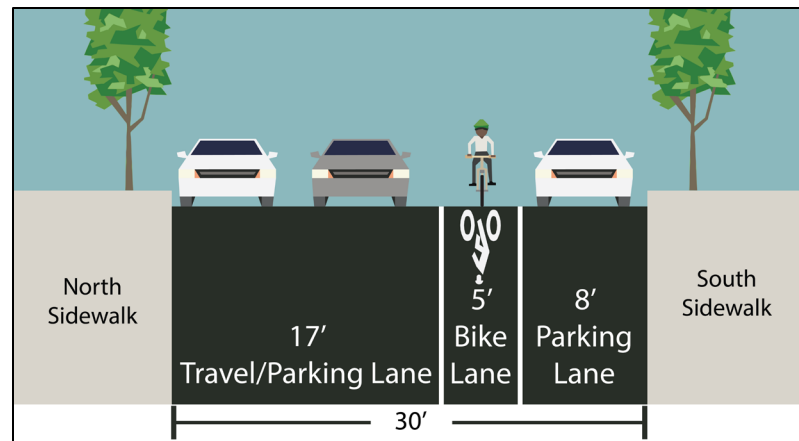 North
Sidewalk
17’
Travel/Parking Lane
5’
Bike
Lane
8’
Parking
Lane
South
Sidewalk
30’